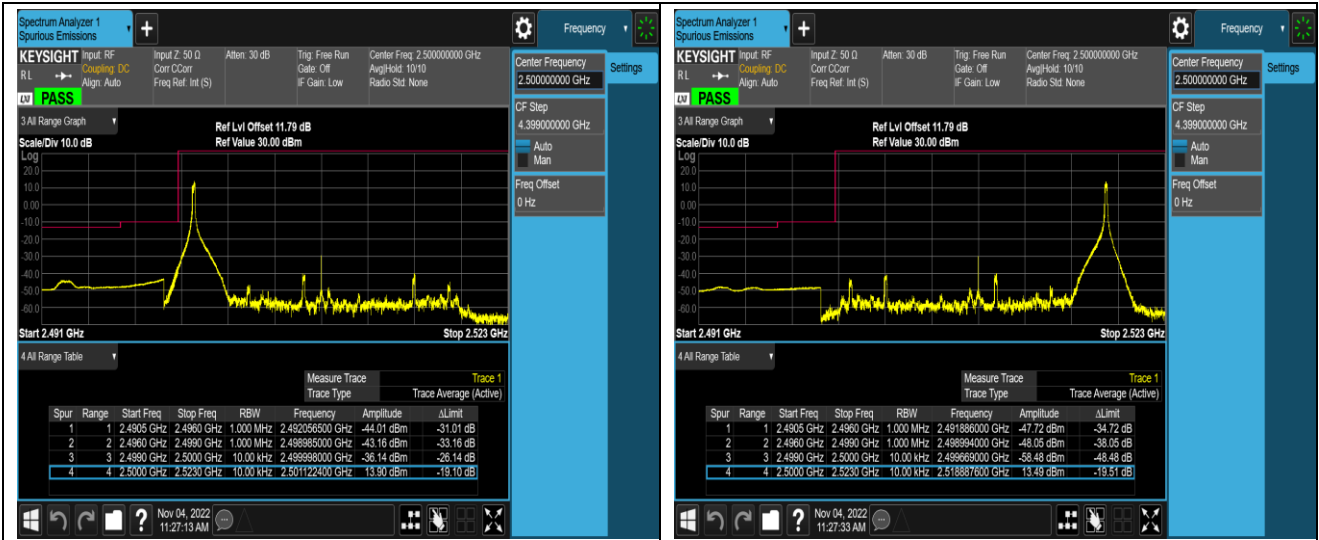 Spectrum Analyzer 1
Spurious Emissions
+
Frequency
KEYSIGHT
Input: RF
Input Z: 50 Ω
Atten: 30 dB
Trig: Free Run
Center Freq: 2.500000000 GHz
R L
Coupling: DC
Corr CCorr
Gate: Off
Avg|Hold: 10/10
Align: Auto
Freq Ref: Int (S)
IF Gain: Low
Radio Std: None
LXI
PASS
Center Frequency
2.500000000 GHz
Settings
CF Step
4.399000000 GHz
Auto
Man
Freq Offset
0 Hz
3 All Range Graph
Ref Lvl Offset 11.79 dB
Scale/Div 10.0 dB
Ref Value 30.00 dBm
Log
20.0
10.0
0.00
-10.0
-20.0
-30.0
-40.0
-50.0
-60.0
Start 2.491 GHz
Stop 2.523 GHz
4 All Range Table
Measure Trace Trace 1
Trace Type Trace Average (Active)
Spur Range Start Freq Stop Freq RBW Frequency Amplitude ΔLimit
1 1 2.4905 GHz 2.4960 GHz 1.000 MHz 2.492056500 GHz -44.01 dBm -31.01 dB
2 2 2.4960 GHz 2.4990 GHz 1.000 MHz 2.498985000 GHz -43.16 dBm -33.16 dB
3 3 2.4990 GHz 2.5000 GHz 10.00 kHz 2.499998000 GHz -36.14 dBm -26.14 dB
4 4 2.5000 GHz 2.5230 GHz 10.00 kHz 2.501122400 GHz 13.90 dBm -19.10 dB
?
Nov 04, 2022
11:27:13 AM
Spectrum Analyzer 1
Spurious Emissions
+
Frequency
KEYSIGHT
Input: RF
Input Z: 50 Ω
Atten: 30 dB
Trig: Free Run
Center Freq: 2.500000000 GHz
R L
Coupling: DC
Corr CCorr
Gate: Off
Avg|Hold: 10/10
Align: Auto
Freq Ref: Int (S)
IF Gain: Low
Radio Std: None
LXI
PASS
Center Frequency
2.500000000 GHz
Settings
CF Step
4.399000000 GHz
Auto
Man
Freq Offset
0 Hz
3 All Range Graph
Ref Lvl Offset 11.79 dB
Scale/Div 10.0 dB
Ref Value 30.00 dBm
Log
20.0
10.0
0.00
-10.0
-20.0
-30.0
-40.0
-50.0
-60.0
Start 2.491 GHz
Stop 2.523 GHz
4 All Range Table
Measure Trace Trace 1
Trace Type Trace Average (Active)
Spur Range Start Freq Stop Freq RBW Frequency Amplitude ΔLimit
1 1 2.4905 GHz 2.4960 GHz 1.000 MHz 2.491886000 GHz -47.72 dBm -34.72 dB
2 2 2.4960 GHz 2.4990 GHz 1.000 MHz 2.498994000 GHz -48.05 dBm -38.05 dB
3 3 2.4990 GHz 2.5000 GHz 10.00 kHz 2.499669000 GHz -58.48 dBm -48.48 dB
4 4 2.5000 GHz 2.5230 GHz 10.00 kHz 2.518887600 GHz 13.49 dBm -19.51 dB
?
Nov 04, 2022
11:27:33 AM